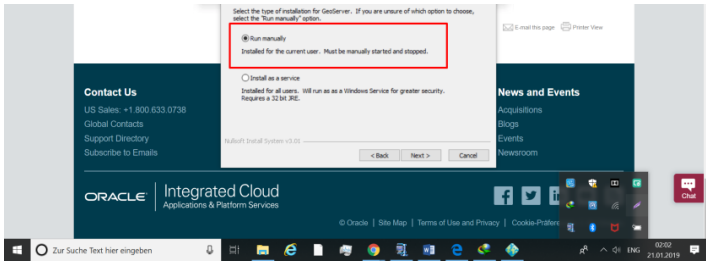 Select the type of installation for GeoServer. If you are unsure of which option to choose,
select the "Run manually" option.
Run manually
Installed for the current user. Must be manually started and stopped.
Install as a service
Installed for all users. Will run as as a Windows Service for greater security.
Requires a 32 bit JRE.
Nullsoft Install System v3.01
< Back
Next >
Cancel
E-mail this page
Printer View
Contact Us
US Sales: +1.800.633.0738
Global Contacts
Support Directory
Subscribe to Emails
News and Events
Acquisitions
Blogs
Events
Newsroom
ORACLE
Integrated Cloud
Applications & Platform Services
© Oracle | Site Map | Terms of Use and Privacy | Cookie-Präfere
Chat
Zur Suche Text hier eingeben
ENG
02:02
21.01.2019